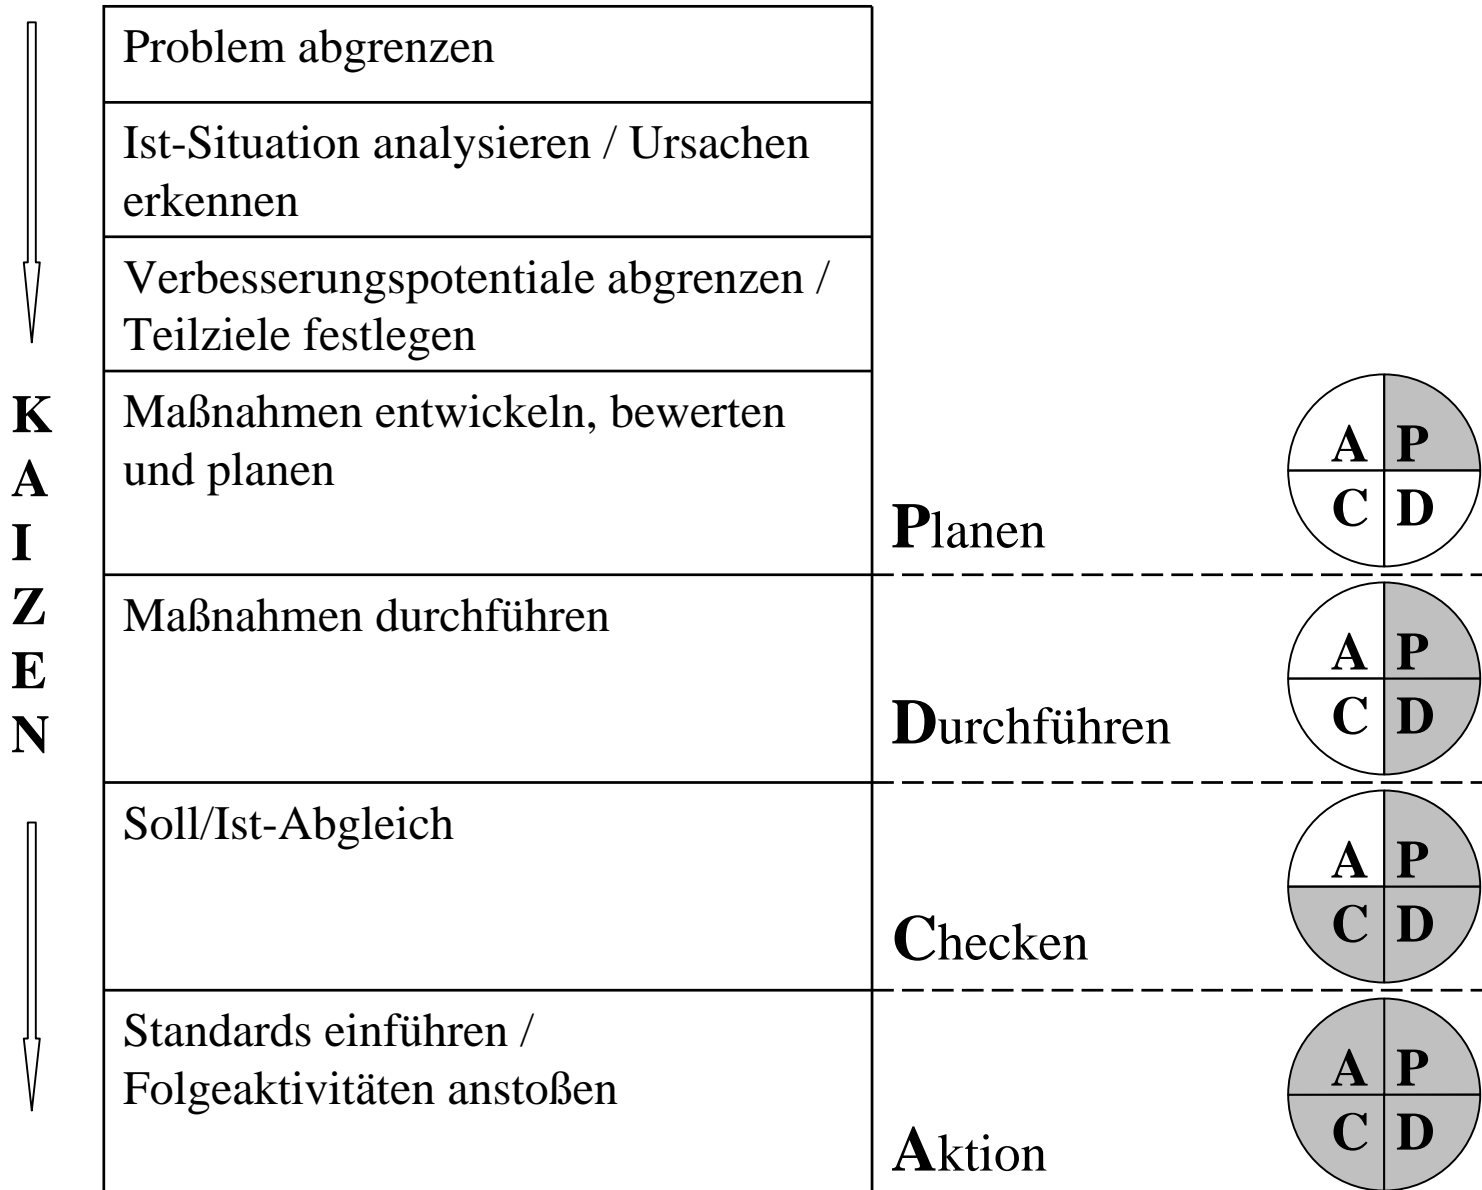 Problem abgrenzen
Ist-Situation analysieren / Ursachen
erkennen
Verbesserungspotentiale abgrenzen /
Teilziele festlegen
K
A
I
Z
E
N
Maßnahmen entwickeln, bewerten
und planen
Planen
A P
C D
Maßnahmen durchführen
Durchführen
A P
C D
Soll/Ist-Abgleich
Checken
A P
C D
Standards einführen /
Folgeaktivitäten anstoßen
Aktion
A P
C D